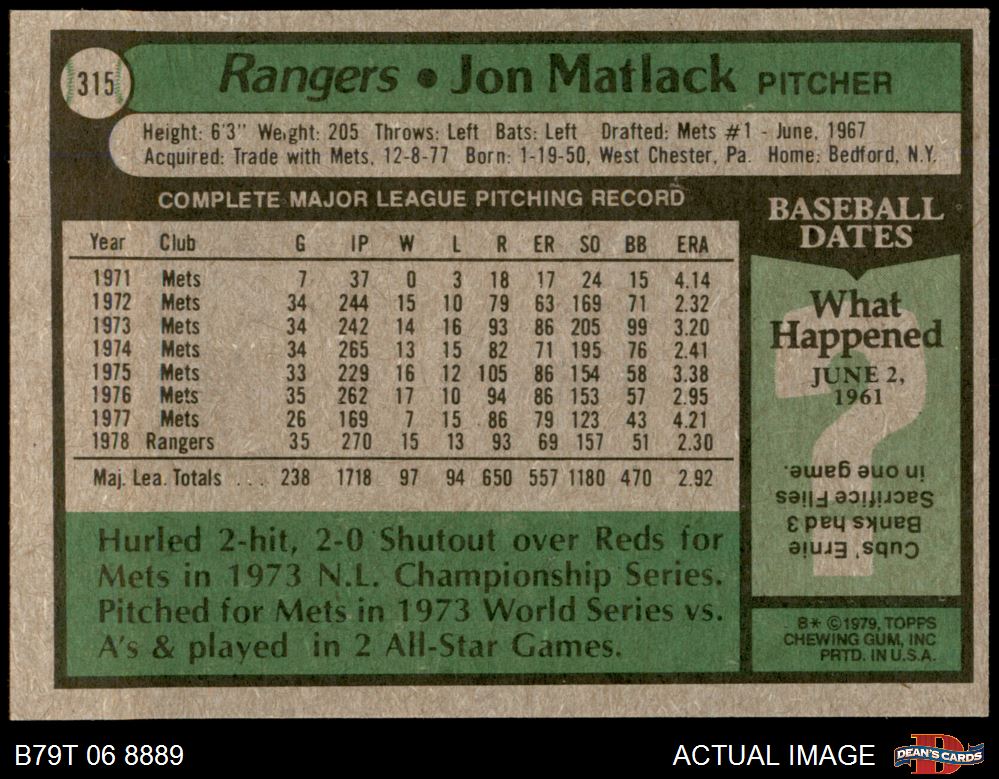 315
Rangers • Jon Matlack PITCHER
Height: 6'3" Weight: 205 Throws: Left Bats: Left Drafted: Mets #1 - June, 1967
Acquired: Trade with Mets, 12-8-77 Born: 1-19-50, West Chester, Pa. Home: Bedford, N.Y.
COMPLETE MAJOR LEAGUE PITCHING RECORD
Year Club G IP W L R ER SO BB ERA
1971 Mets 7 37 0 3 18 17 24 15 4.14
1972 Mets 34 244 15 10 79 63 169 71 2.32
1973 Mets 34 242 14 16 93 86 205 99 3.20
1974 Mets 34 265 13 15 82 71 195 76 2.41
1975 Mets 33 229 16 12 105 86 154 58 3.38
1976 Mets 35 262 17 10 94 86 153 57 2.95
1977 Mets 26 169 7 15 86 79 123 43 4.21
1978 Rangers 35 270 15 13 93 69 157 51 2.30
Maj. Lea. Totals ... 238 1718 97 94 650 557 1180 470 2.92
Hurled 2-hit, 2-0 Shutout over Reds for
Mets in 1973 N.L. Championship Series.
Pitched for Mets in 1973 World Series vs.
A's & played in 2 All-Star Games.
BASEBALL
DATES
What
Happened
JUNE 2,
1961
?
Cubs' Ernie
Banks had 3
Sacrifice Flies
in one game.
B* ©1979, TOPPS
CHEWING GUM, INC
PRTD. IN U.S.A.
B79T 06 8889
ACTUAL IMAGE
DEAN'S CARDS